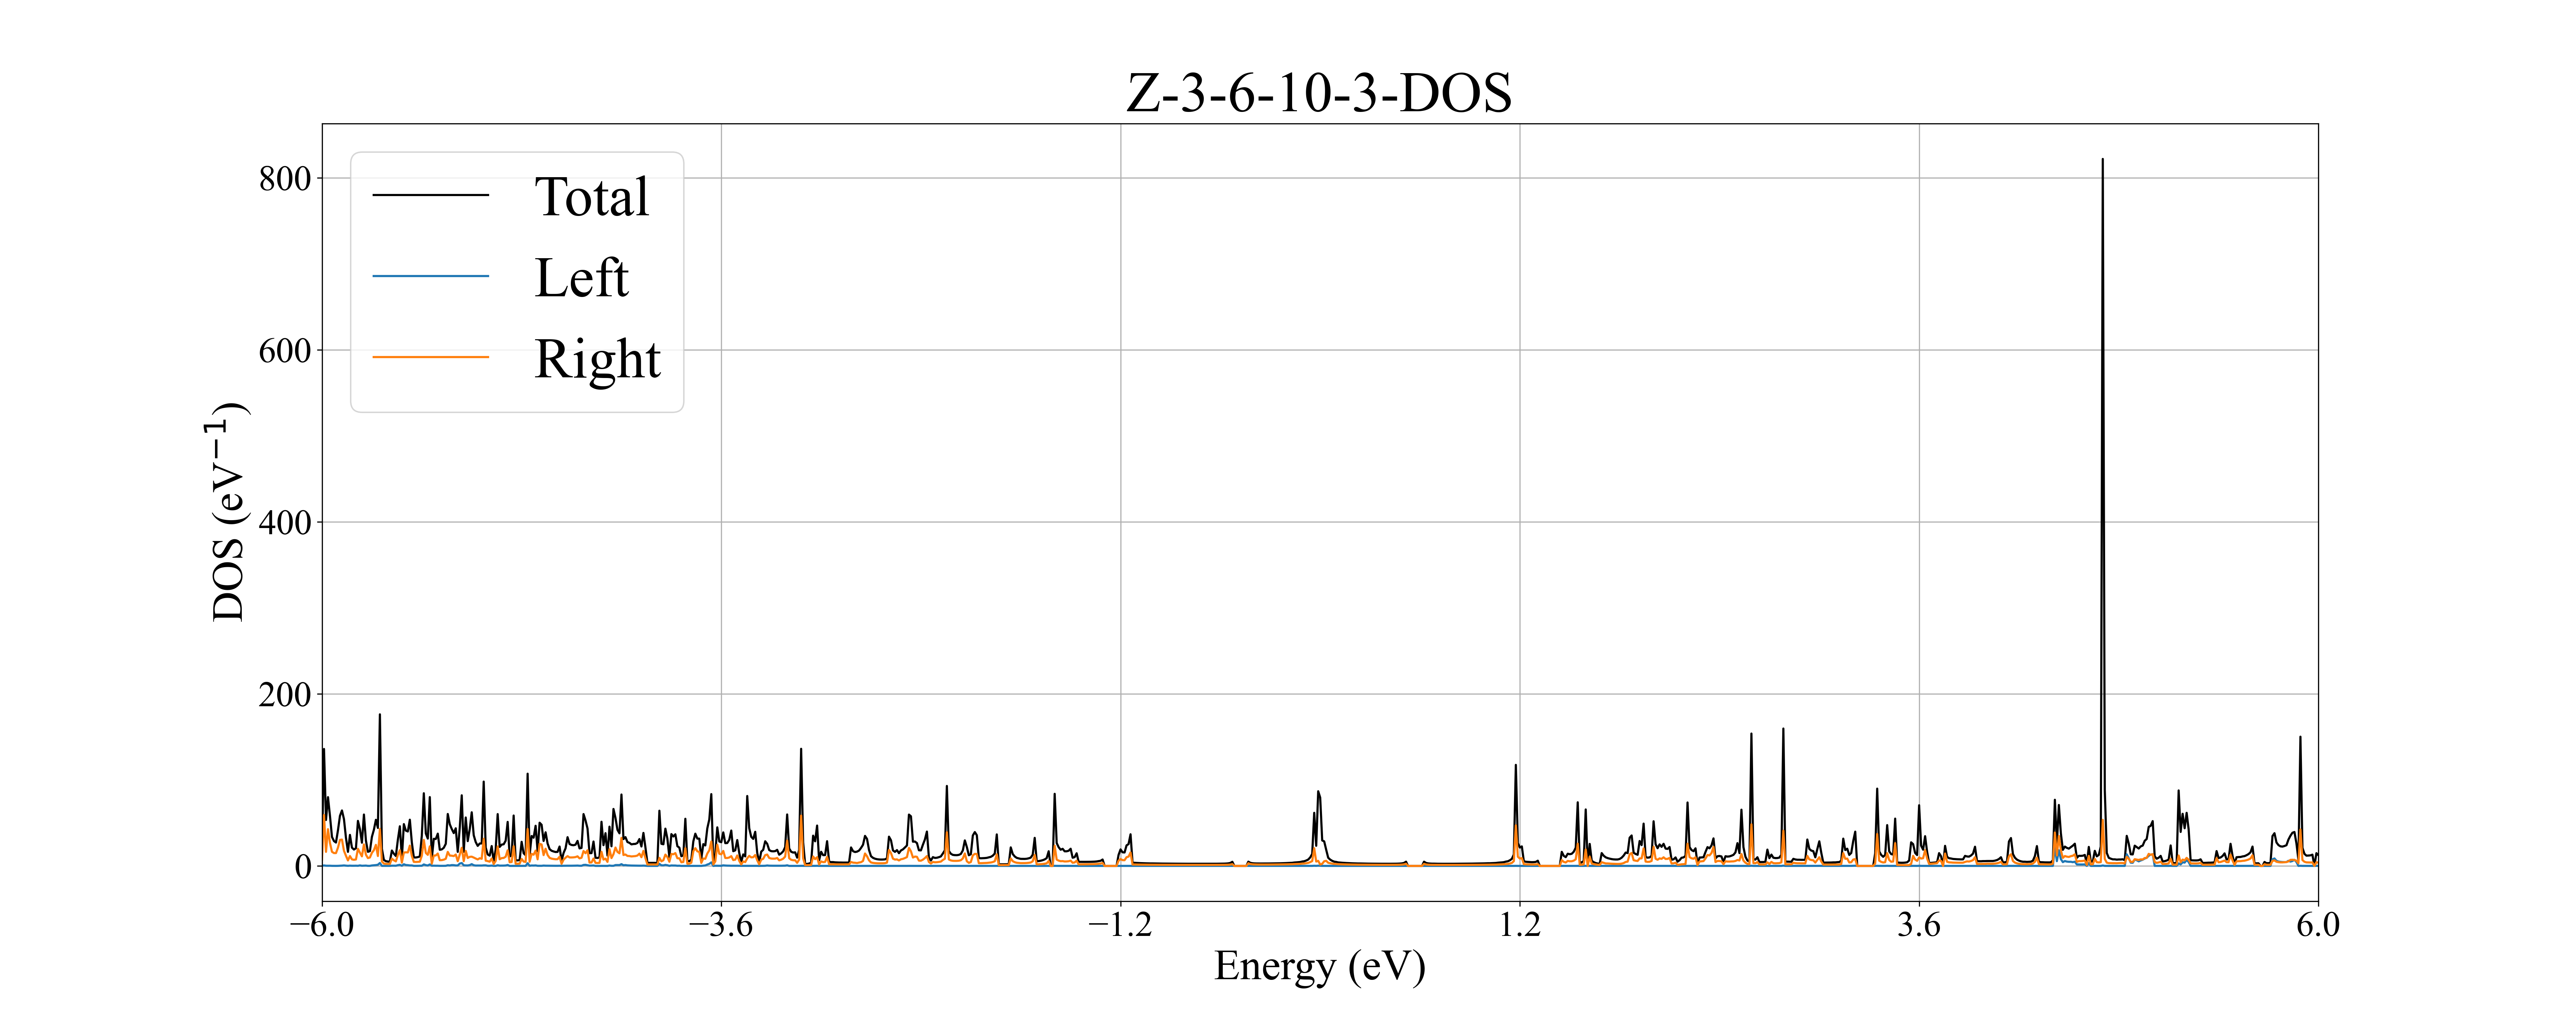 Z-3-6-10-3-DOS
Total
Left
Right
DOS (eV⁻¹)
800
600
400
200
0
−6.0
−3.6
−1.2
1.2
3.6
6.0
Energy (eV)